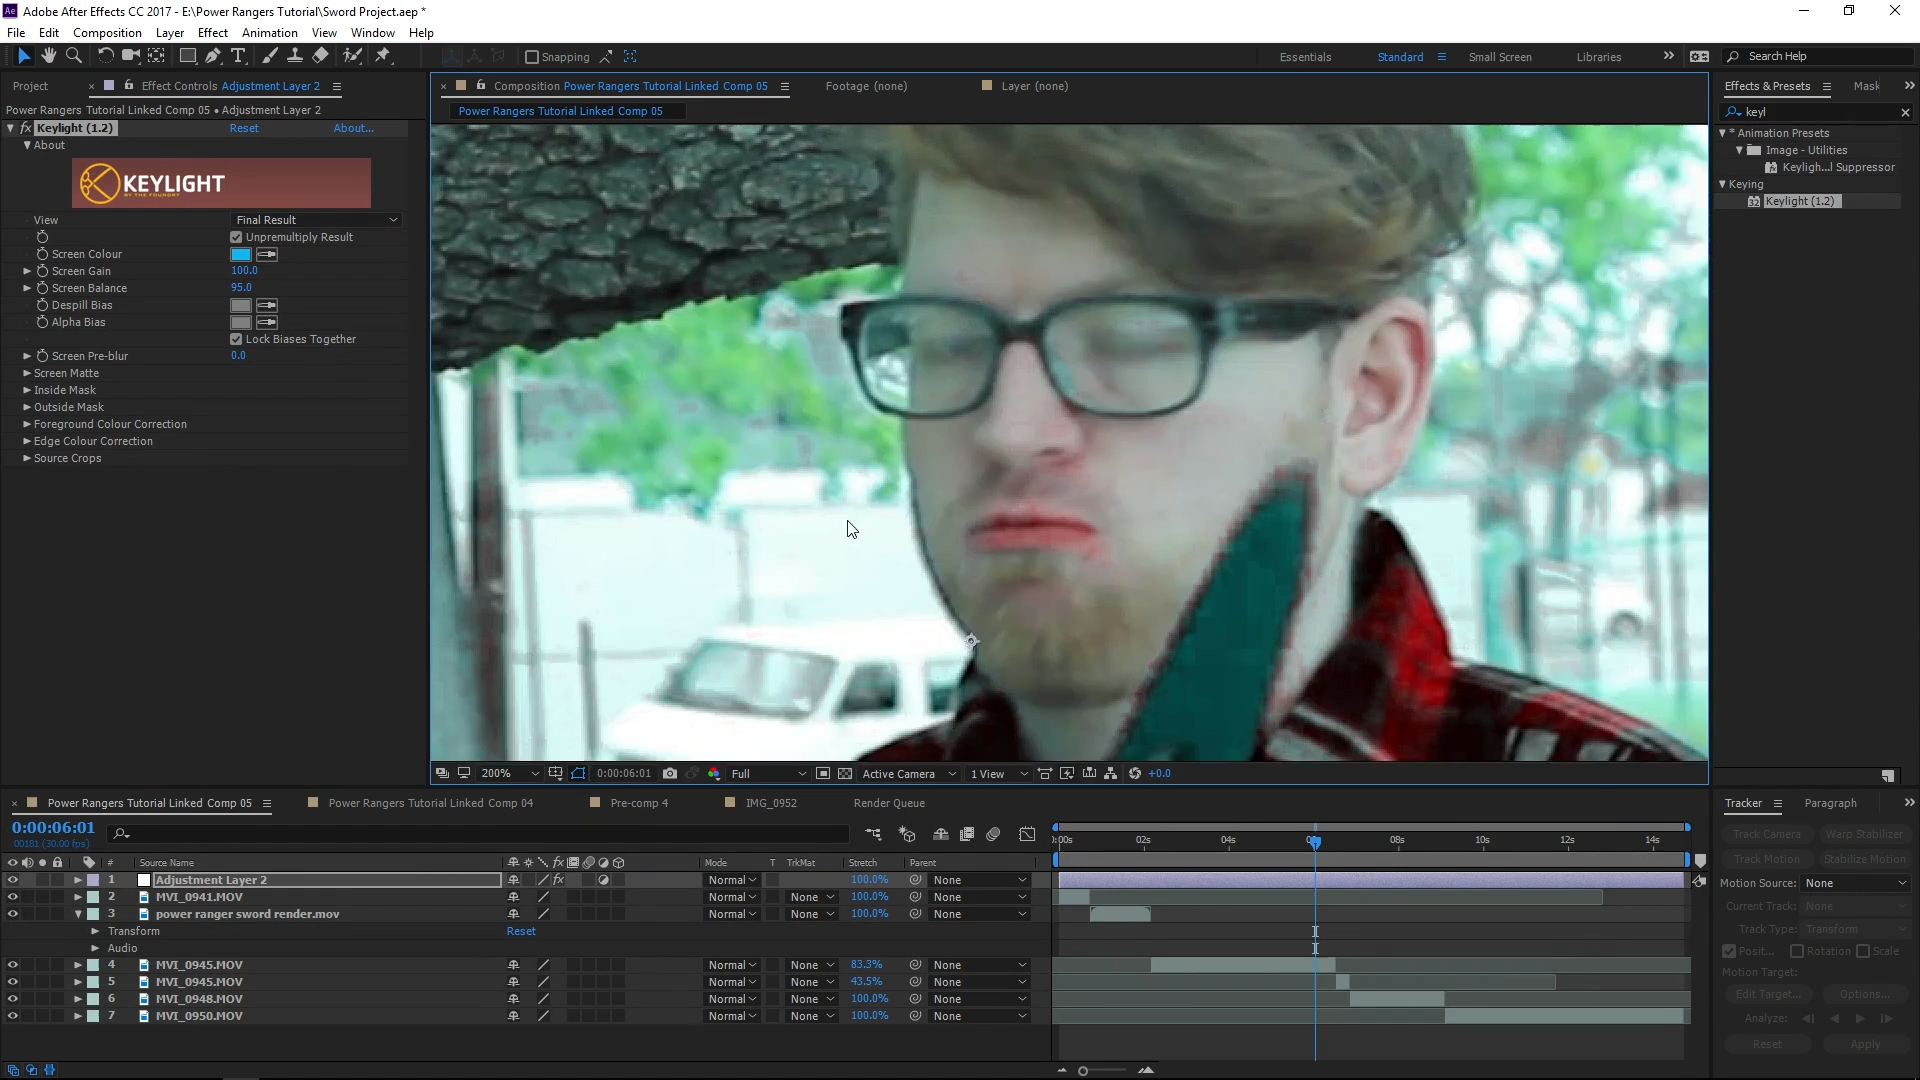 Ae Adobe After Effects CC 2017 - E:\Power Rangers Tutorial\Sword Project.aep *
File Edit Composition Layer Effect Animation View Window Help
Snapping Essentials Standard Small Screen Libraries Search Help
Project Effect Controls Adjustment Layer 2 Composition Power Rangers Tutorial Linked Comp 05 Footage (none) Layer (none) Effects & Presets Mask
Power Rangers Tutorial Linked Comp 05 • Adjustment Layer 2 Power Rangers Tutorial Linked Comp 05 keyl
fx Keylight (1.2) Reset About...
About
KEYLIGHT
BY THE FOUNDRY
View Final Result
Unpremultiply Result
Screen Colour
Screen Gain 100.0
Screen Balance 95.0
Despill Bias
Alpha Bias
Lock Biases Together
Screen Pre-blur 0.0
Screen Matte
Inside Mask
Outside Mask
Foreground Colour Correction
Edge Colour Correction
Source Crops
* Animation Presets
Image - Utilities
Keyligh...l Suppressor
Keying
32 Keylight (1.2)
200% 0:00:06:01 Full Active Camera 1 View +0.0
Power Rangers Tutorial Linked Comp 05 Power Rangers Tutorial Linked Comp 04 Pre-comp 4 IMG_0952 Render Queue Tracker Paragraph
0:00:06:01
00181 (30.00 fps)
:00s 02s 04s 08s 10s 12s 14s
# Source Name fx Mode T TrkMat Stretch Parent
1 Adjustment Layer 2 fx Normal 100.0% None
2 MVI_0941.MOV Normal None 100.0% None
3 power ranger sword render.mov Normal None 100.0% None
Transform Reset
Audio
4 MVI_0945.MOV Normal None 83.3% None
5 MVI_0945.MOV Normal None 43.5% None
6 MVI_0948.MOV Normal None 100.0% None
7 MVI_0950.MOV Normal None 100.0% None
Track Camera Warp Stabilizer
Track Motion Stabilize Motion
Motion Source: None
Current Track: None
Track Type: Transform
Posit... Rotation Scale
Motion Target:
Edit Target... Options...
Analyze:
Reset Apply